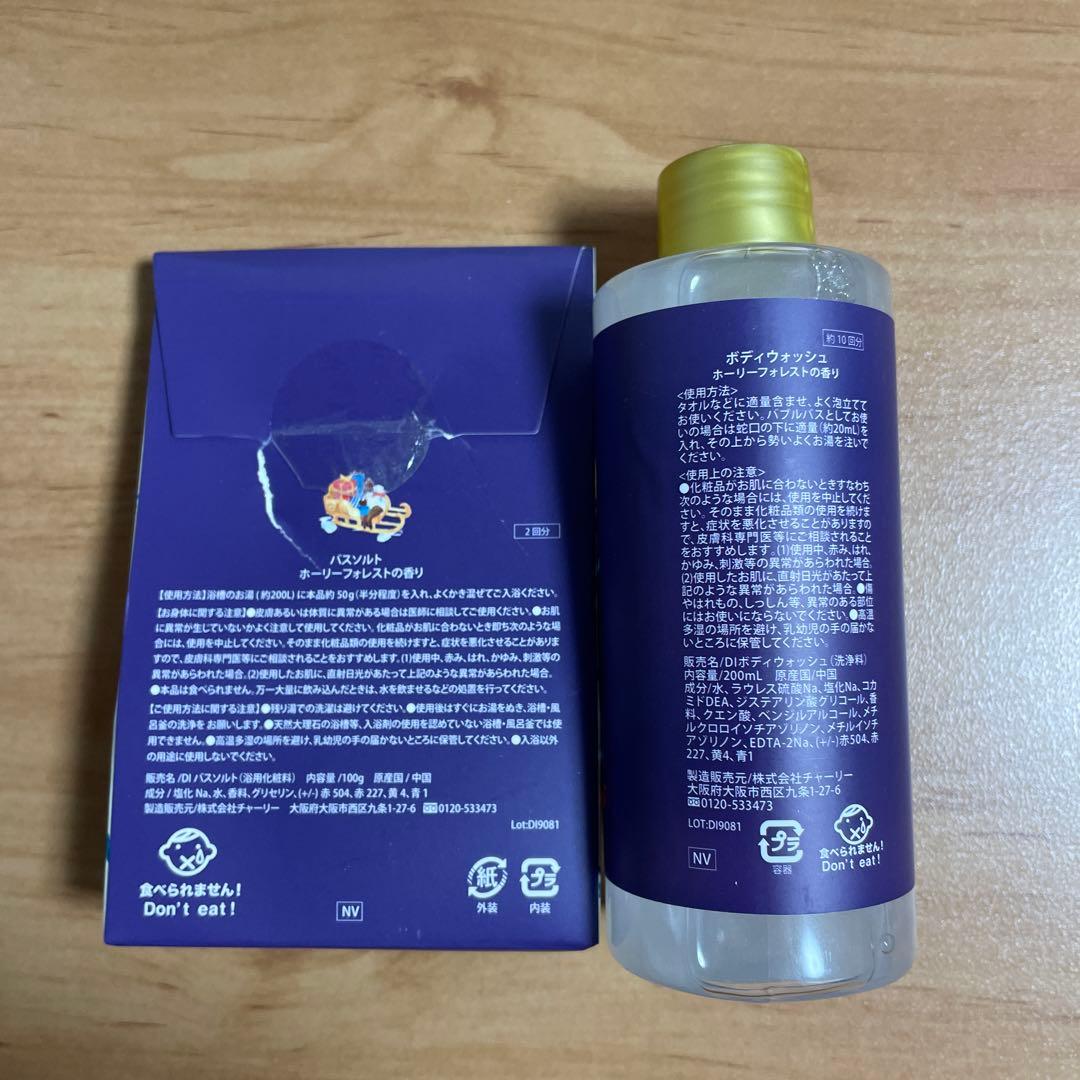 2回分
バスソルト
ホーリーフォレストの香り
【使用方法】浴槽のお湯(約200L)に本品約50g(半分程度)を入れ、よくかき混ぜてご入浴ください。
【お身体に関する注意】●皮膚あるいは体質に異常がある場合は医師に相談してご使用ください。●お肌
に異常が生じていないかよく注意して使用してください。化粧品がお肌に合わないとき即ち次のような場
合には、使用を中止してください。そのまま化粧品類の使用を続けますと、症状を悪化させることがありま
すので、皮膚科専門医等にご相談されることをおすすめします。(1)使用中、赤み、はれ、かゆみ、刺激等の
異常があらわれた場合。(2)使用したお肌に、直射日光があたって上記のような異常があらわれた場合。
●本品は食べられません。万一大量に飲み込んだときは、水を飲ませるなどの処置を行ってください。
【ご使用方法に関する注意】●残り湯での洗濯は避けてください。●使用後はすぐにお湯をぬき、浴槽・風
呂釜の洗浄をお願いします。●天然大理石の浴槽等、入浴剤の使用を認めていない浴槽・風呂釜では使
用できません。●高温多湿の場所を避け、乳幼児の手の届かないところに保管してください。●入浴以外
の用途に使用しないでください。
販売名/DIバスソルト(浴用化粧料) 内容量/100g 原産国/中国
成分/塩化Na、水、香料、グリセリン、(+/-)赤504、赤227、黄4、青1
製造販売元/株式会社チャーリー 大阪府大阪市西区九条1-27-6 0120-533473
Lot:DI9081
食べられません!
Don't eat!
NV
紙
外装
プラ
内装
約10回分
ボディウォッシュ
ホーリーフォレストの香り
<使用方法>
タオルなどに適量含ませ、よく泡立てて
お使いください。バブルバスとしてお使
いの場合は蛇口の下に適量(約20mL)を
入れ、その上から勢いよくお湯を注いで
ください。
<使用上の注意>
●化粧品がお肌に合わないときすなわち
次のような場合には、使用を中止してくだ
さい。そのまま化粧品類の使用を続けま
すと、症状を悪化させることがありますの
で、皮膚科専門医等にご相談されること
をおすすめします。(1)使用中、赤み、はれ、
かゆみ、刺激等の異常があらわれた場合。
(2)使用したお肌に、直射日光があたって上
記のような異常があらわれた場合。●傷
やはれもの、しっしん等、異常のある部位
にはお使いにならないでください。●高温
多湿の場所を避け、乳幼児の手の届かな
いところに保管してください。
販売名/DIボディウォッシュ(洗浄料)
内容量/200mL 原産国/中国
成分/水、ラウレス硫酸Na、塩化Na、コカ
ミドDEA、ジステアリン酸グリコール、香
料、クエン酸、ベンジルアルコール、メチ
ルクロロイソチアゾリノン、メチルイソチ
アゾリノン、EDTA-2Na、(+/-)赤504、赤
227、黄4、青1
製造販売元/株式会社チャーリー
大阪府大阪市西区九条1-27-6
0120-533473
LOT:DI9081
NV
プラ
容器
食べられません!
Don't eat!